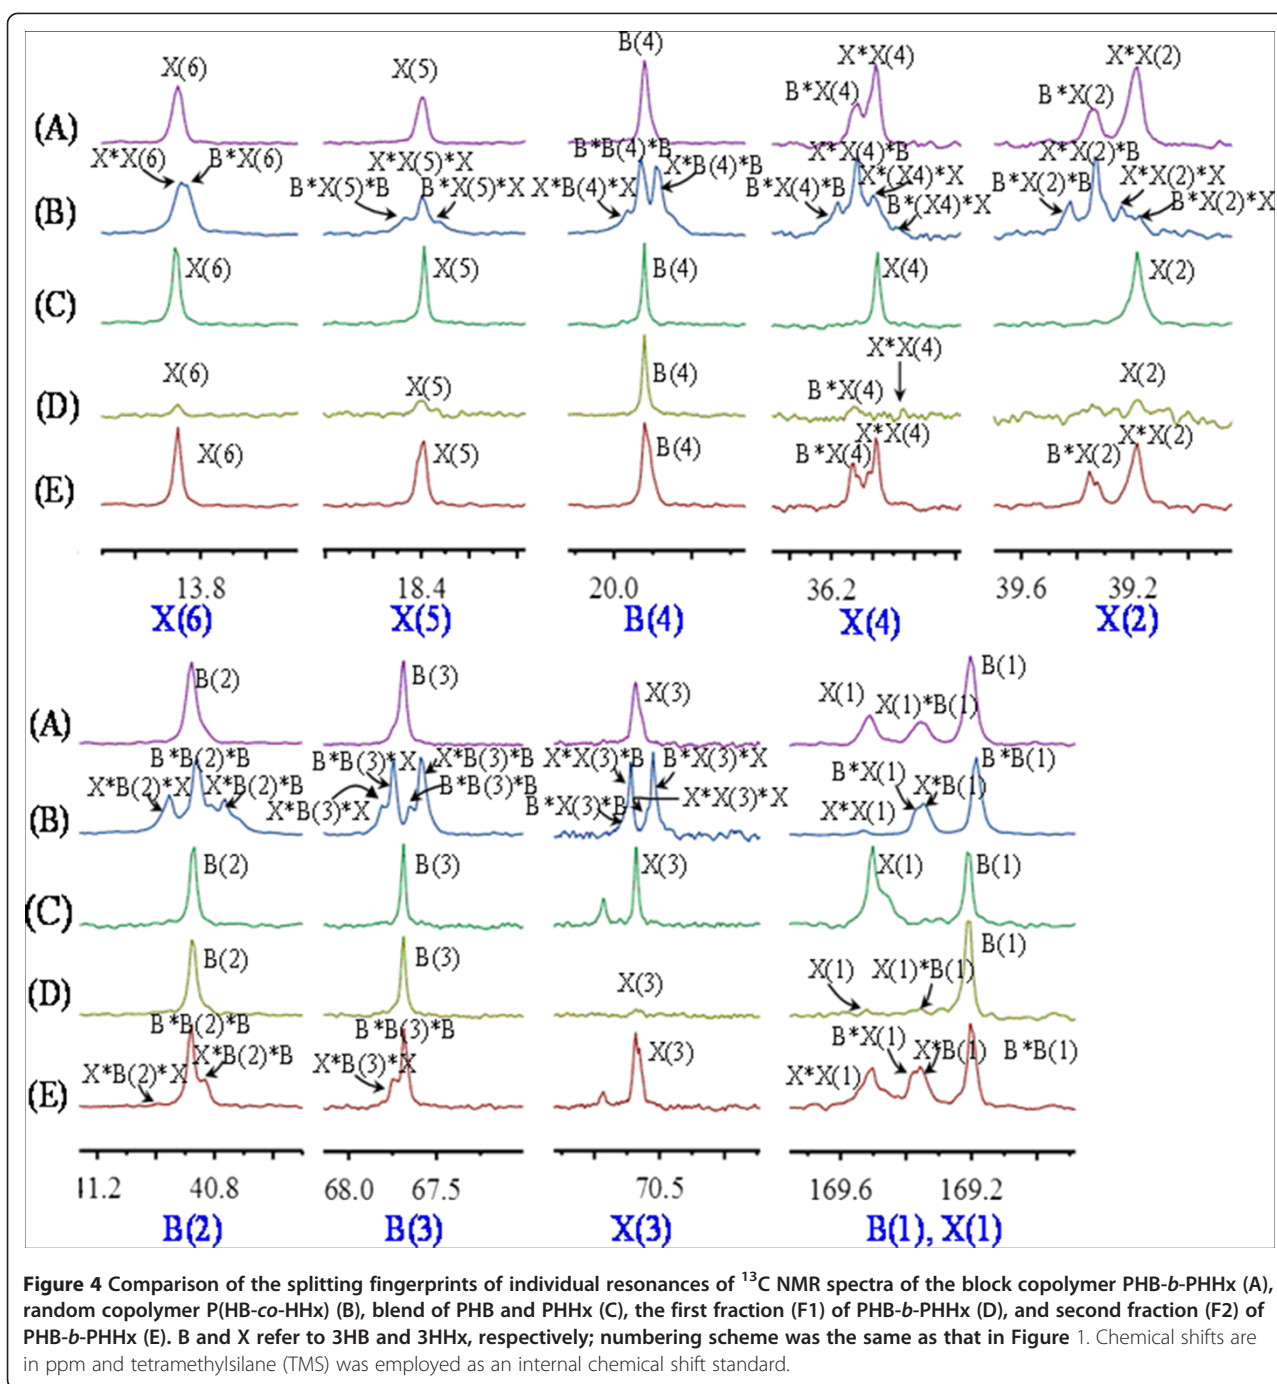 X(6) X(5) B(4) X*X(4) B*X(4) X*X(2) B*X(2)
(A)
X*X(6) B*X(6) X*X(5)*X B*X(5)*B B*X(5)*X B*B(4)*B X*B(4)*X X*B(4)*B X*X(4)*B B*X(4)*B X*(X4)*X B*(X4)*X X*X(2)*B B*X(2)*B X*X(2)*X B*X(2)*X
(B)
X(6) X(5) B(4) X(4) X(2)
(C)
X(6) X(5) B(4) B*X(4) X*X(4) X(2)
(D)
X(6) X(5) B(4) B*X(4) X*X(4) B*X(2) X*X(2)
(E)
13.8 18.4 20.0 36.2 39.6 39.2
X(6) X(5) B(4) X(4) X(2)
B(2) B(3) X(3) X(1) X(1)*B(1) B(1)
(A)
B*B(2)*B X*B(2)*X X*B(2)*B B*B(3)*X X*B(3)*B X*B(3)*X B*B(3)*B X*X(3)*B B*X(3)*X B*X(3)*B X*X(3)*X B*X(1) X*B(1) X*X(1) B*B(1)
(B)
B(2) B(3) X(3) X(1) B(1)
(C)
B(2) B(3) X(3) X(1) X(1)*B(1) B(1)
(D)
B*B(2)*B X*B(2)*B X*B(2)*X B*B(3)*B X*B(3)*X X(3) B*X(1) X*B(1) X*X(1) B*B(1)
(E)
11.2 40.8 68.0 67.5 70.5 169.6 169.2
B(2) B(3) X(3) B(1), X(1)
Figure 4 Comparison of the splitting fingerprints of individual resonances of 13C NMR spectra of the block copolymer PHB-b-PHHx (A),
random copolymer P(HB-co-HHx) (B), blend of PHB and PHHx (C), the first fraction (F1) of PHB-b-PHHx (D), and second fraction (F2) of
PHB-b-PHHx (E). B and X refer to 3HB and 3HHx, respectively; numbering scheme was the same as that in Figure 1. Chemical shifts are
in ppm and tetramethylsilane (TMS) was employed as an internal chemical shift standard.